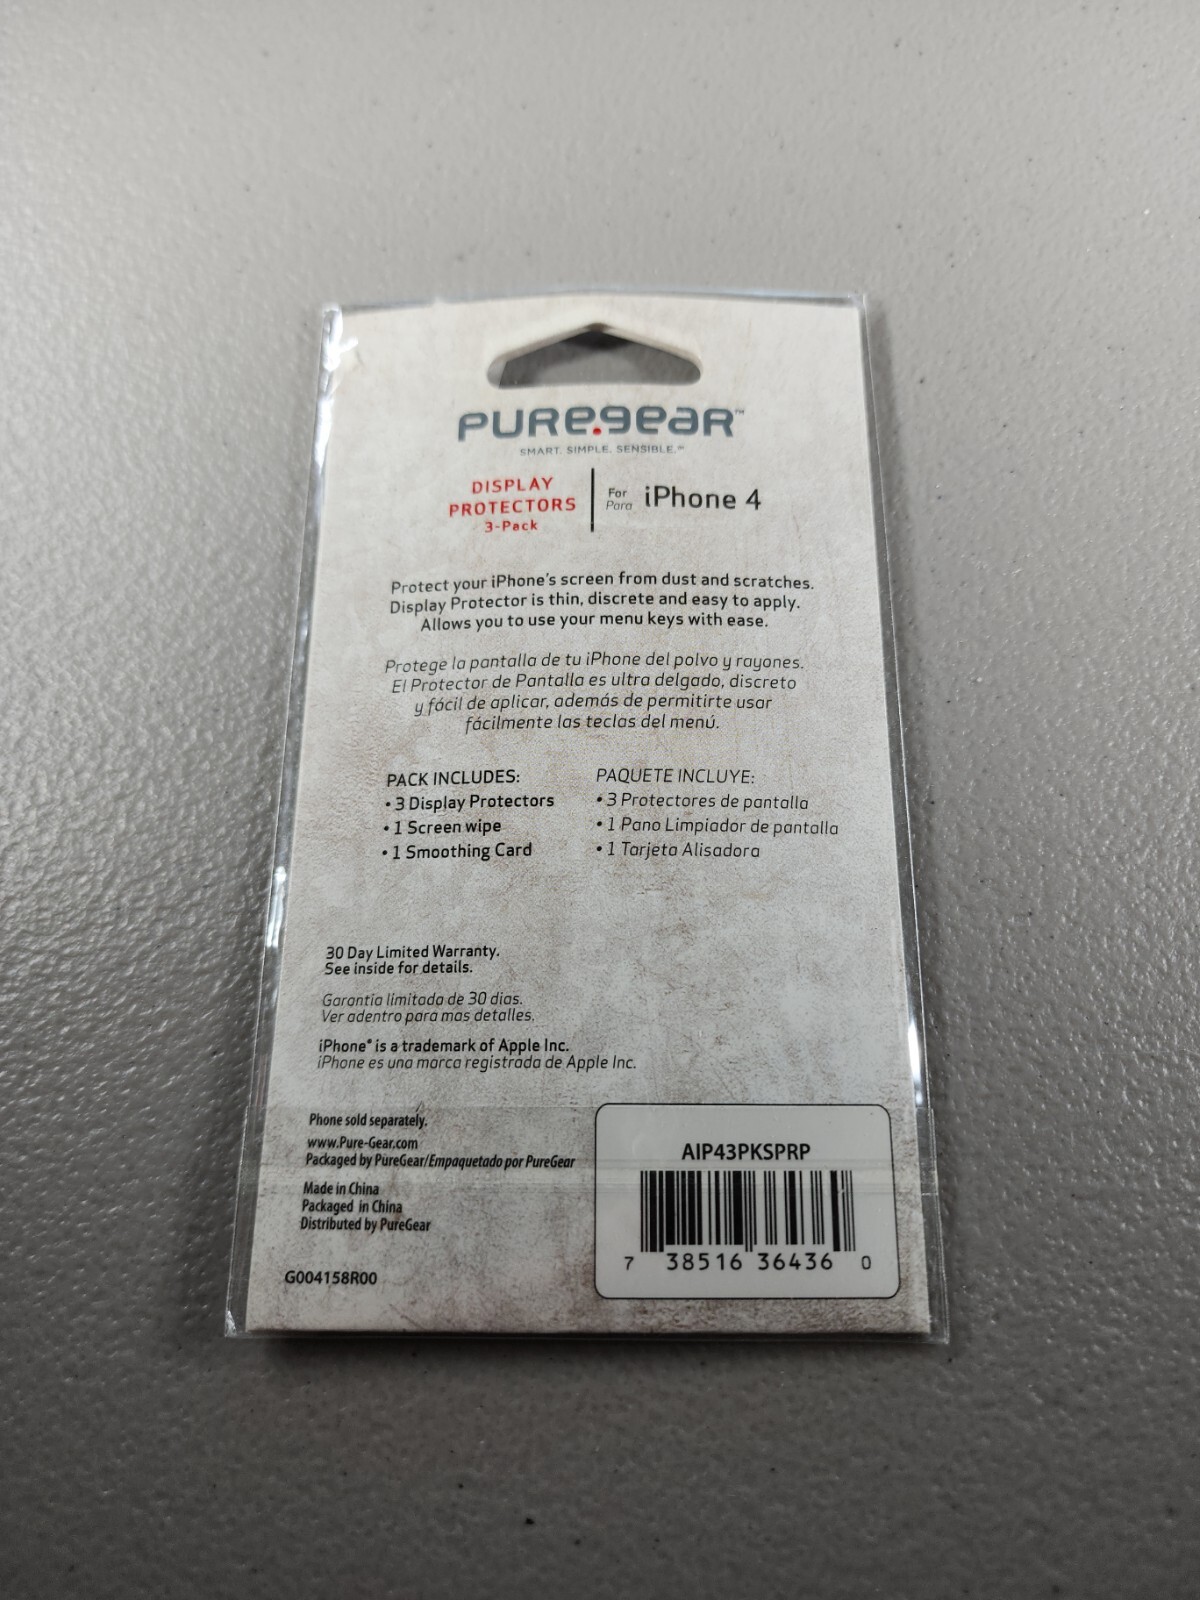 PURE.GEAR™
SMART. SIMPLE. SENSIBLE.™
DISPLAY
PROTECTORS
3-Pack
For
Para
iPhone 4
Protect your iPhone's screen from dust and scratches.
Display Protector is thin, discrete and easy to apply.
Allows you to use your menu keys with ease.
Protege la pantalla de tu iPhone del polvo y rayones.
El Protector de Pantalla es ultra delgado, discreto
y fácil de aplicar, además de permitirte usar
fácilmente las teclas del menú.
PACK INCLUDES:
• 3 Display Protectors
• 1 Screen wipe
• 1 Smoothing Card
PAQUETE INCLUYE:
• 3 Protectores de pantalla
• 1 Pano Limpiador de pantalla
• 1 Tarjeta Alisadora
30 Day Limited Warranty.
See inside for details.
Garantia limitada de 30 dias.
Ver adentro para mas detalles.
iPhone® is a trademark of Apple Inc.
iPhone es una marca registrada de Apple Inc.
Phone sold separately.
www.Pure-Gear.com
Packaged by PureGear/Empaquetado por PureGear
Made in China
Packaged in China
Distributed by PureGear
G004158R00
AIP43PKSPRP
7 38516 36436 0